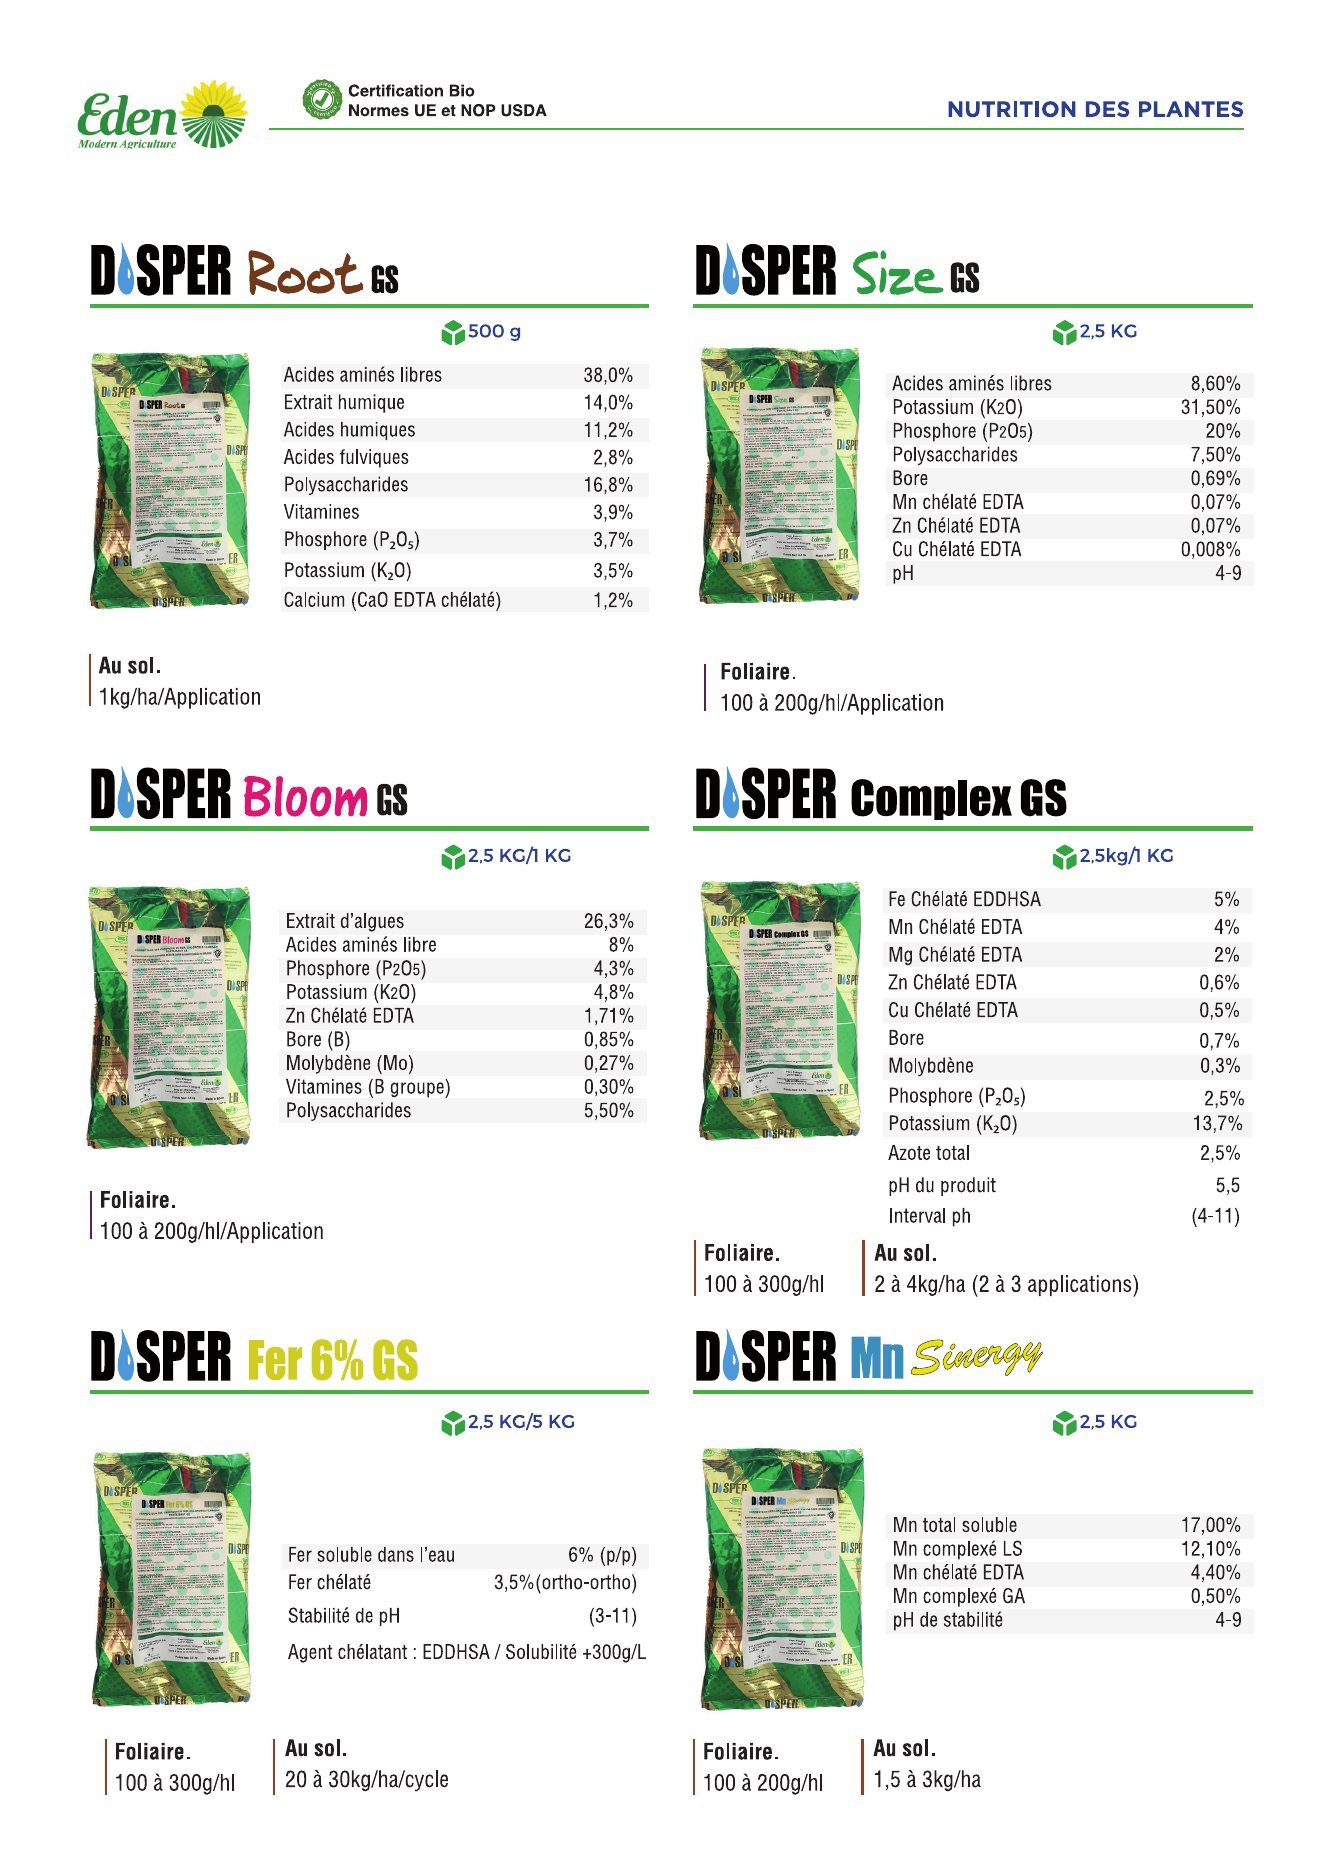 Eden
Modern Agriculture
Certification Bio
Normes UE et NOP USDA
NUTRITION DES PLANTES
DISPER Root GS
500 g
Acides aminés libres 38,0%
Extrait humique 14,0%
Acides humiques 11,2%
Acides fulviques 2,8%
Polysaccharides 16,8%
Vitamines 3,9%
Phosphore (P₂O₅) 3,7%
Potassium (K₂O) 3,5%
Calcium (CaO EDTA chélaté) 1,2%
Au sol.
1kg/ha/Application
DISPER Size GS
2,5 KG
Acides aminés libres 8,60%
Potassium (K2O) 31,50%
Phosphore (P2O5) 20%
Polysaccharides 7,50%
Bore 0,69%
Mn chélaté EDTA 0,07%
Zn Chélaté EDTA 0,07%
Cu Chélaté EDTA 0,008%
pH 4-9
Foliaire.
100 à 200g/hl/Application
DISPER Bloom GS
2,5 KG/1 KG
Extrait d’algues 26,3%
Acides aminés libre 8%
Phosphore (P2O5) 4,3%
Potassium (K2O) 4,8%
Zn Chélaté EDTA 1,71%
Bore (B) 0,85%
Molybdène (Mo) 0,27%
Vitamines (B groupe) 0,30%
Polysaccharides 5,50%
Foliaire.
100 à 200g/hl/Application
DISPER Complex GS
2,5kg/1 KG
Fe Chélaté EDDHSA 5%
Mn Chélaté EDTA 4%
Mg Chélaté EDTA 2%
Zn Chélaté EDTA 0,6%
Cu Chélaté EDTA 0,5%
Bore 0,7%
Molybdène 0,3%
Phosphore (P₂O₅) 2,5%
Potassium (K₂O) 13,7%
Azote total 2,5%
pH du produit 5,5
Interval ph (4-11)
Foliaire.
100 à 300g/hl
Au sol.
2 à 4kg/ha (2 à 3 applications)
DISPER Fer 6% GS
2,5 KG/5 KG
Fer soluble dans l’eau 6% (p/p)
Fer chélaté 3,5%(ortho-ortho)
Stabilité de pH (3-11)
Agent chélatant : EDDHSA / Solubilité +300g/L
Foliaire.
100 à 300g/hl
Au sol.
20 à 30kg/ha/cycle
DISPER Mn Sinergy
2,5 KG
Mn total soluble 17,00%
Mn complexé LS 12,10%
Mn chélaté EDTA 4,40%
Mn complexé GA 0,50%
pH de stabilité 4-9
Foliaire.
100 à 200g/hl
Au sol.
1,5 à 3kg/ha